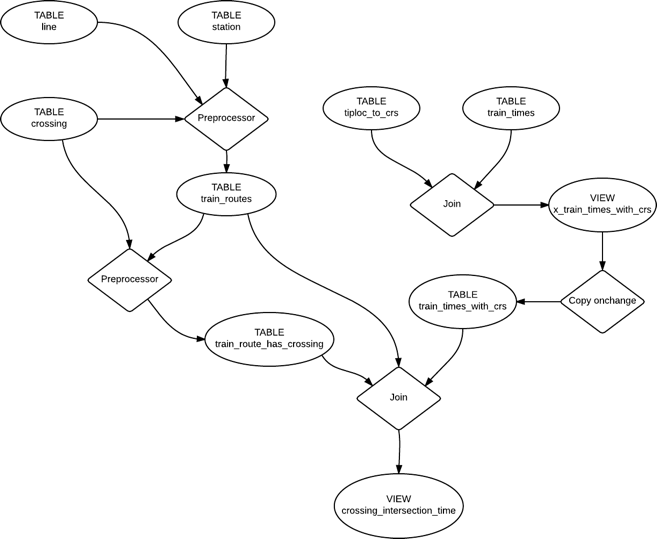 TABLE
line
TABLE
station
TABLE
crossing
Preprocessor
TABLE
tiploc_to_crs
TABLE
train_times
TABLE
train_routes
Join
VIEW
x_train_times_with_crs
Preprocessor
TABLE
train_times_with_crs
Copy onchange
TABLE
train_route_has_crossing
Join
VIEW
crossing_intersection_time